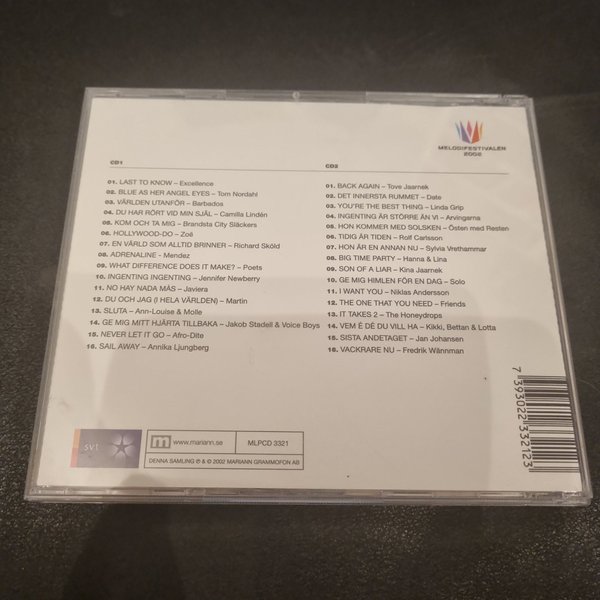 MELODIFESTIVALEN
2002
CD1
01. LAST TO KNOW – Excellence
02. BLUE AS HER ANGEL EYES – Tom Nordahl
03. VÄRLDEN UTANFÖR – Barbados
04. DU HAR RÖRT VID MIN SJÄL – Camilla Lindén
05. KOM OCH TA MIG – Brandsta City Släckers
06. HOLLYWOOD-DO – Zoë
07. EN VÄRLD SOM ALLTID BRINNER – Richard Sköld
08. ADRENALINE - Mendez
09. WHAT DIFFERENCE DOES IT MAKE? – Poets
10. INGENTING INGENTING – Jennifer Newberry
11. NO HAY NADA MÁS – Javiera
12. DU OCH JAG (I HELA VÄRLDEN) – Martin
13. SLUTA – Ann-Louise & Molle
14. GE MIG MITT HJÄRTA TILLBAKA – Jakob Stadell & Voice Boys
15. NEVER LET IT GO – Afro-Dite
16. SAIL AWAY – Annika Ljungberg
CD2
01. BACK AGAIN – Tove Jaarnek
02. DET INNERSTA RUMMET – Date
03. YOU'RE THE BEST THING – Linda Grip
04. INGENTING ÄR STÖRRE ÄN VI – Arvingarna
05. HON KOMMER MED SOLSKEN – Östen med Resten
06. TIDIG ÄR TIDEN – Rolf Carlsson
07. HON ÄR EN ANNAN NU – Sylvia Vrethammar
08. BIG TIME PARTY – Hanna & Lina
09. SON OF A LIAR – Kina Jaarnek
10. GE MIG HIMLEN FÖR EN DAG – Solo
11. I WANT YOU – Niklas Andersson
12. THE ONE THAT YOU NEED – Friends
13. IT TAKES 2 – The Honeydrops
14. VEM É DÉ DU VILL HA – Kikki, Bettan & Lotta
15. SISTA ANDETAGET – Jan Johansen
16. VACKRARE NU – Fredrik Wännman
svt
m www.mariann.se
MLPCD 3321
DENNA SAMLING ℗ & © 2002 MARIANN GRAMMOFON AB
7 393022 332123